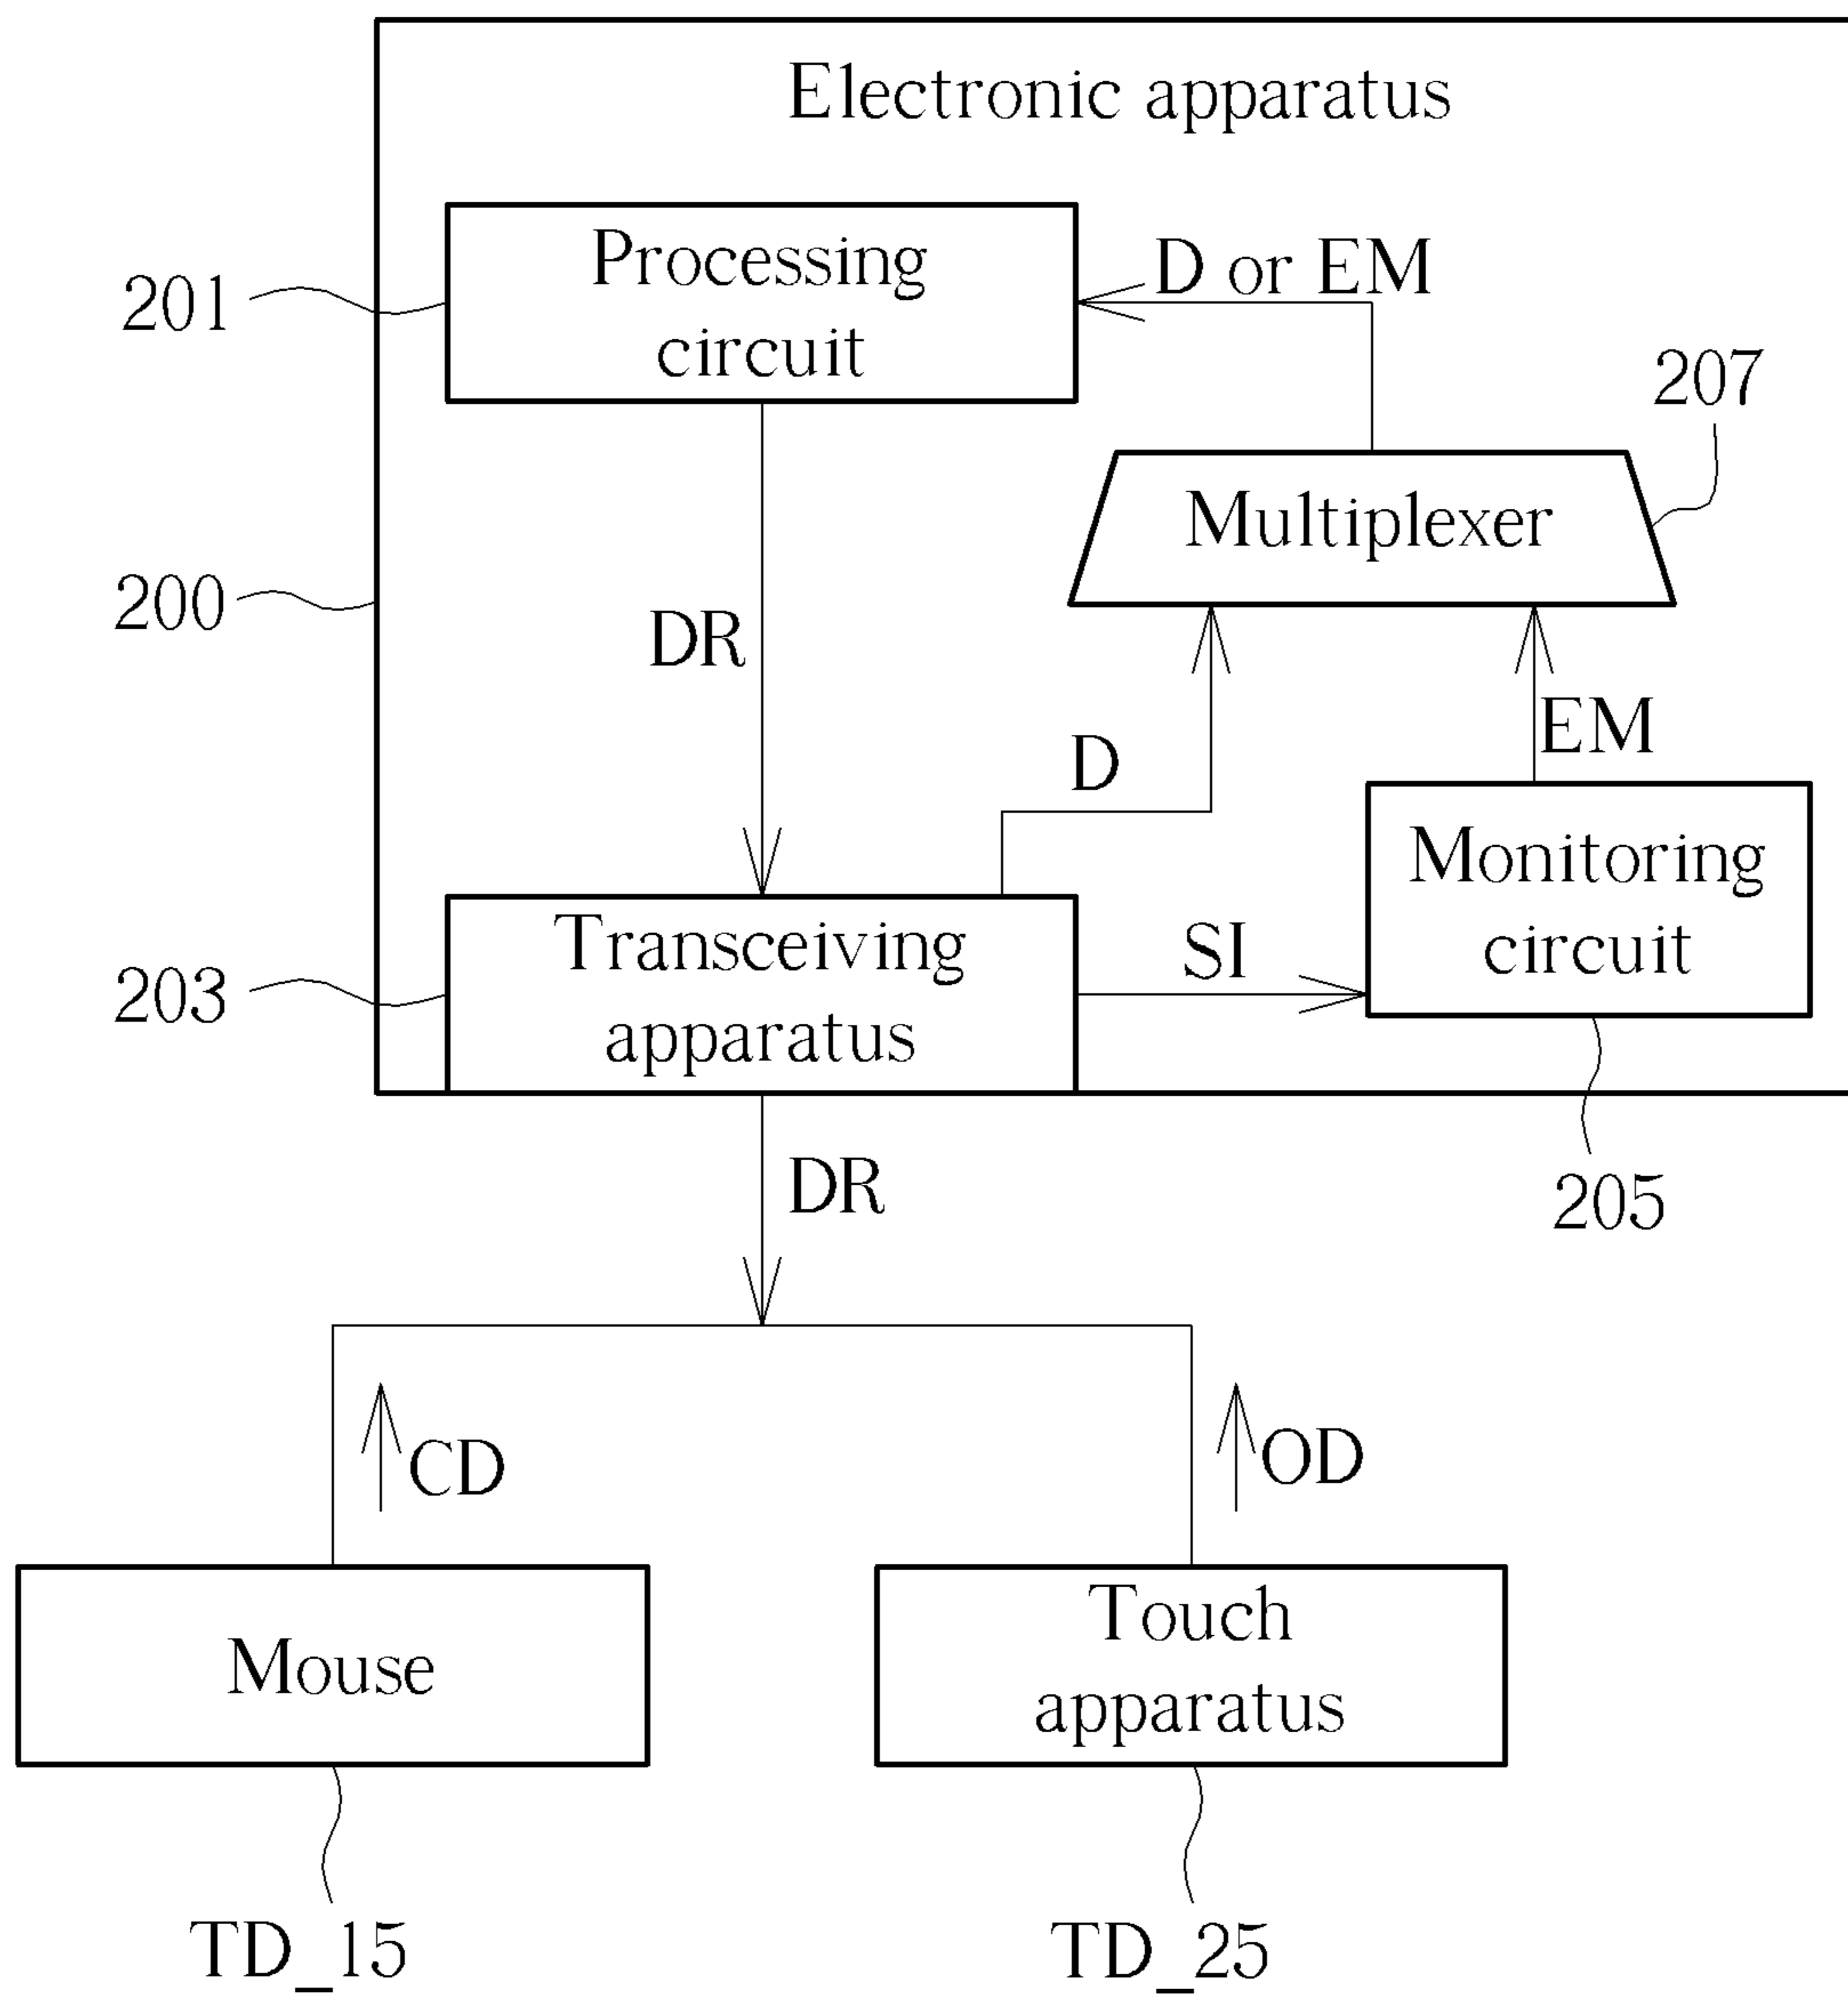 Electronic apparatus
Processing
circuit
D or EM
201
207
Multiplexer
200
DR
EM
D
Monitoring
circuit
Transceiving
apparatus
SI
203
DR
205
CD
OD
Mouse
Touch
apparatus
TD_15
TD_25